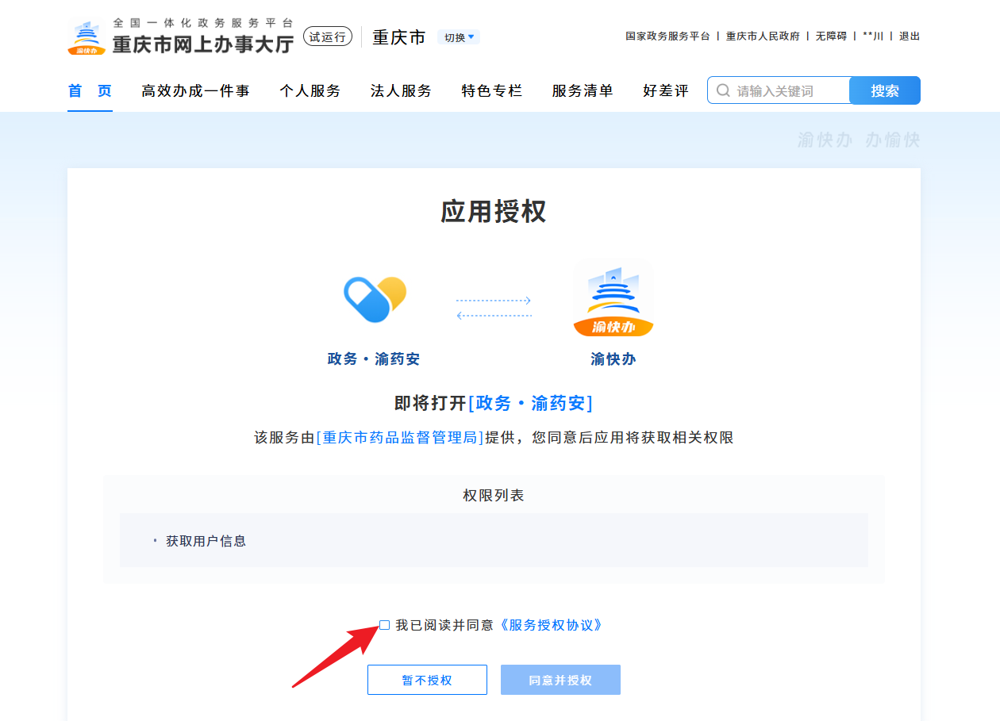 全国一体化政务服务平台
重庆市网上办事大厅 试运行 重庆市 切换
渝快办
国家政务服务平台 | 重庆市人民政府 | 无障碍 | **川 | 退出
首 页 高效办成一件事 个人服务 法人服务 特色专栏 服务清单 好差评 请输入关键词 搜索
渝快办 办愉快
应用授权
渝快办
政务·渝药安 渝快办
即将打开[政务·渝药安]
该服务由[重庆市药品监督管理局]提供，您同意后应用将获取相关权限
权限列表
· 获取用户信息
我已阅读并同意《服务授权协议》
暂不授权 同意并授权